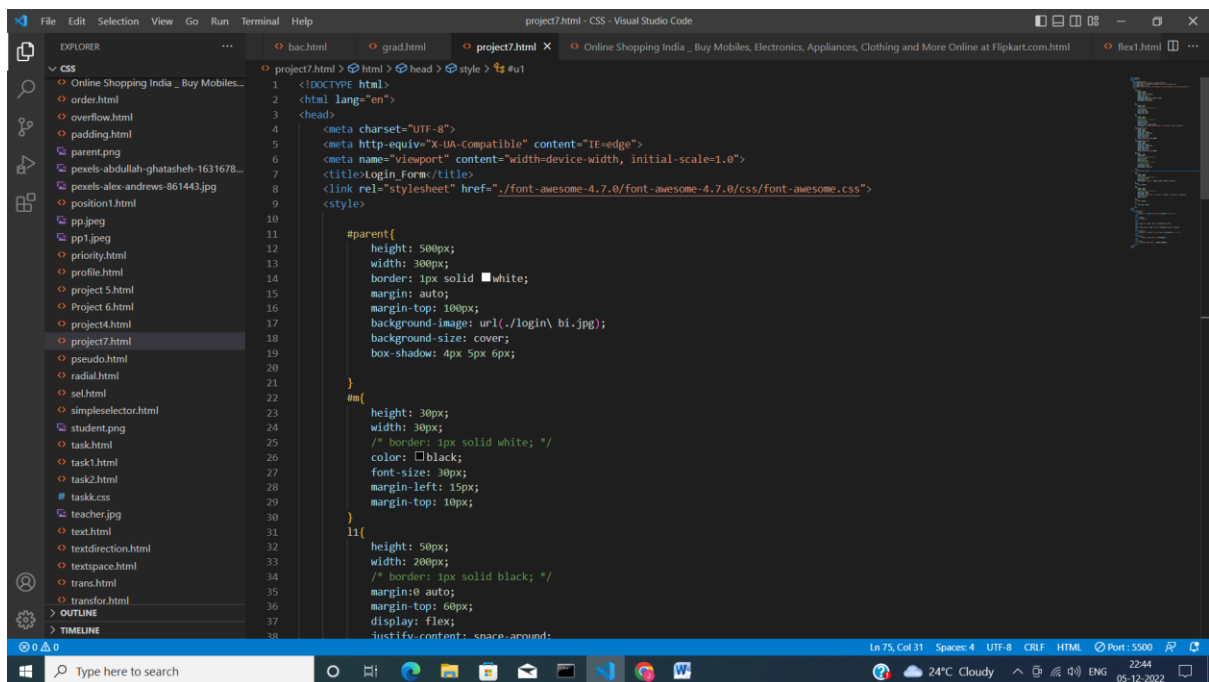 File Edit Selection View Go Run Terminal Help project7.html - CSS - Visual Studio Code
EXPLORER ...
bac.html grad.html project7.html Online Shopping India _ Buy Mobiles, Electronics, Appliances, Clothing and More Online at Flipkart.com.html flex1.html ...
CSS
Online Shopping India _ Buy Mobiles...
order.html
overflow.html
padding.html
parent.png
pexels-abdullah-ghatasheh-1631678...
pexels-alex-andrews-861443.jpg
position1.html
pp.jpeg
pp1.jpeg
priority.html
profile.html
project 5.html
Project 6.html
project4.html
project7.html
pseudo.html
radial.html
sel.html
simpleselector.html
student.png
task.html
task1.html
task2.html
# taskk.css
teacher.jpg
text.html
textdirection.html
textspace.html
trans.html
transfor.html
> OUTLINE
> TIMELINE
project7.html > html > head > style > #u1
1 <!DOCTYPE html>
2 <html lang="en">
3 <head>
4 <meta charset="UTF-8">
5 <meta http-equiv="X-UA-Compatible" content="IE=edge">
6 <meta name="viewport" content="width=device-width, initial-scale=1.0">
7 <title>Login_Form</title>
8 <link rel="stylesheet" href="./font-awesome-4.7.0/font-awesome-4.7.0/css/font-awesome.css">
9 <style>
10
11 #parent{
12 height: 500px;
13 width: 300px;
14 border: 1px solid white;
15 margin: auto;
16 margin-top: 100px;
17 background-image: url(./login\ bi.jpg);
18 background-size: cover;
19 box-shadow: 4px 5px 6px;
20
21 }
22 #m{
23 height: 30px;
24 width: 30px;
25 /* border: 1px solid white; */
26 color: black;
27 font-size: 30px;
28 margin-left: 15px;
29 margin-top: 10px;
30 }
31 l1{
32 height: 50px;
33 width: 200px;
34 /* border: 1px solid black; */
35 margin:0 auto;
36 margin-top: 60px;
37 display: flex;
38 justify-content: space-around;
0 0 Ln 75, Col 31 Spaces: 4 UTF-8 CRLF HTML Port : 5500
Type here to search 24°C Cloudy ENG 22:44
05-12-2022